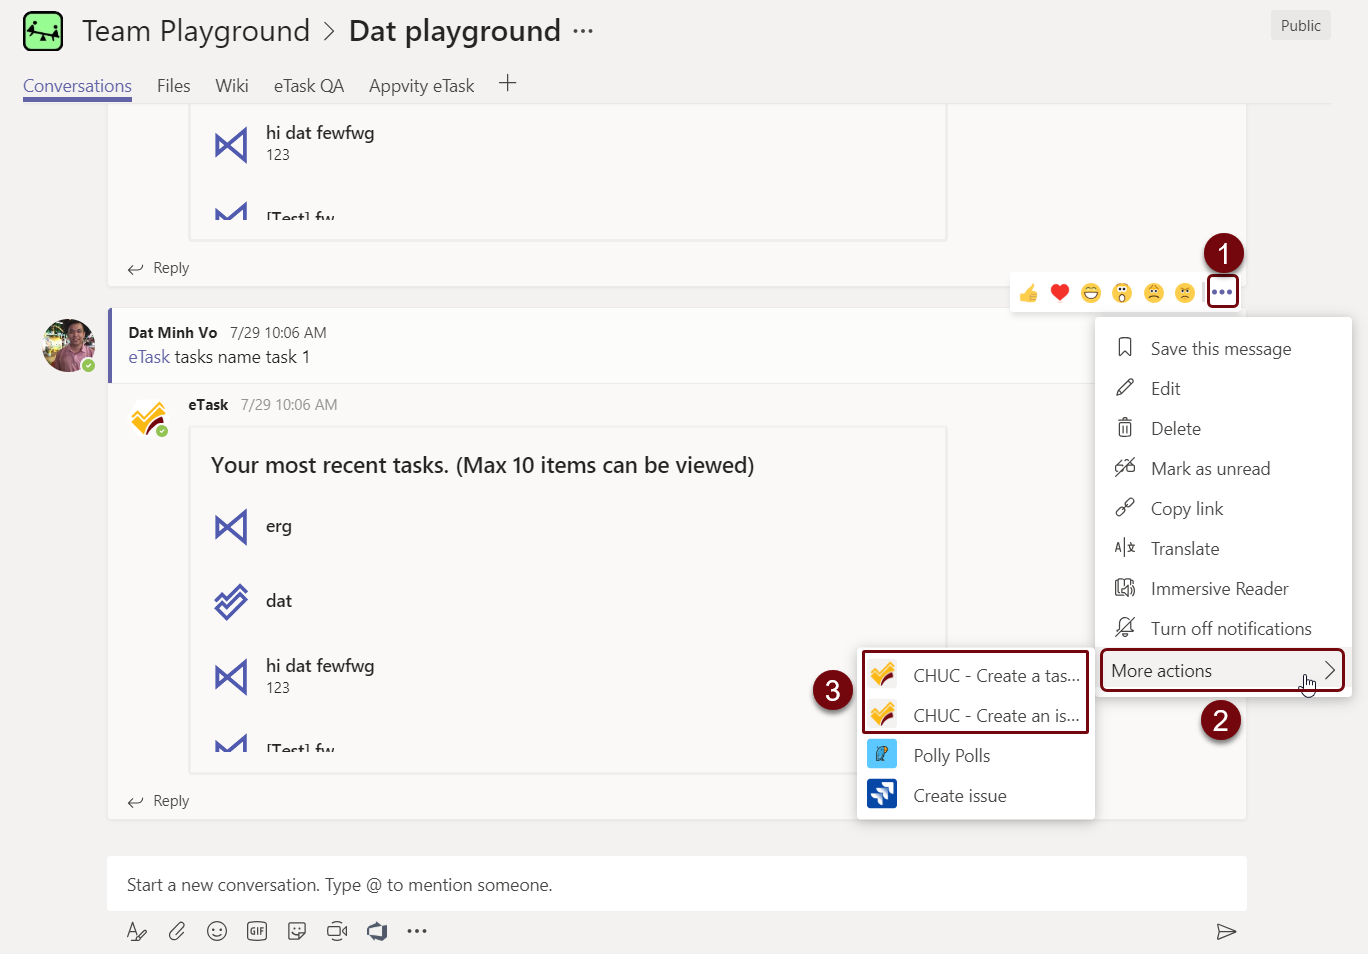 Team Playground > Dat playground ...
Public
Conversations Files Wiki eTask QA Appvity eTask +
hi dat fewfwg
123
[Test] fw
Reply
1
Dat Minh Vo 7/29 10:06 AM
eTask tasks name task 1
eTask 7/29 10:06 AM
Your most recent tasks. (Max 10 items can be viewed)
erg
dat
hi dat fewfwg
123
[Test] fw
Reply
Save this message
Edit
Delete
Mark as unread
Copy link
Translate
Immersive Reader
Turn off notifications
More actions
2
3
CHUC - Create a tas...
CHUC - Create an is...
Polly Polls
Create issue
Start a new conversation. Type @ to mention someone.
GIF